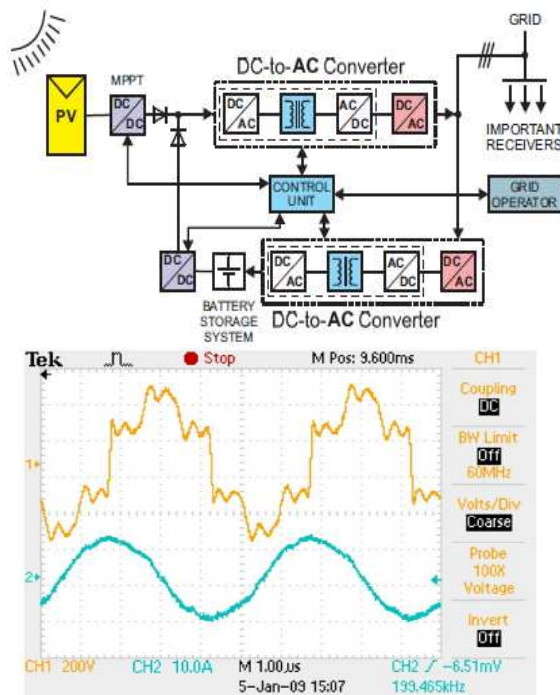 GRID
DC-to-AC Converter
MPPT
PV
DC
DC
DC
AC
AC
DC
DC
AC
IMPORTANT
RECEIVERS
CONTROL
UNIT
GRID
OPERATOR
DC
DC
DC
AC
AC
DC
DC
AC
BATTERY
STORAGE
SYSTEM
DC-to-AC Converter
Tek Stop M Pos: 9.600ms CH1
Coupling
DC
BW Limit
Off
60MHz
1
Volts/Div
Coarse
Probe
100X
Voltage
2
Invert
Off
CH1 200V CH2 10.0A M 1.00us CH2 -6.51mV
5-Jan-09 15:07 199.465kHz